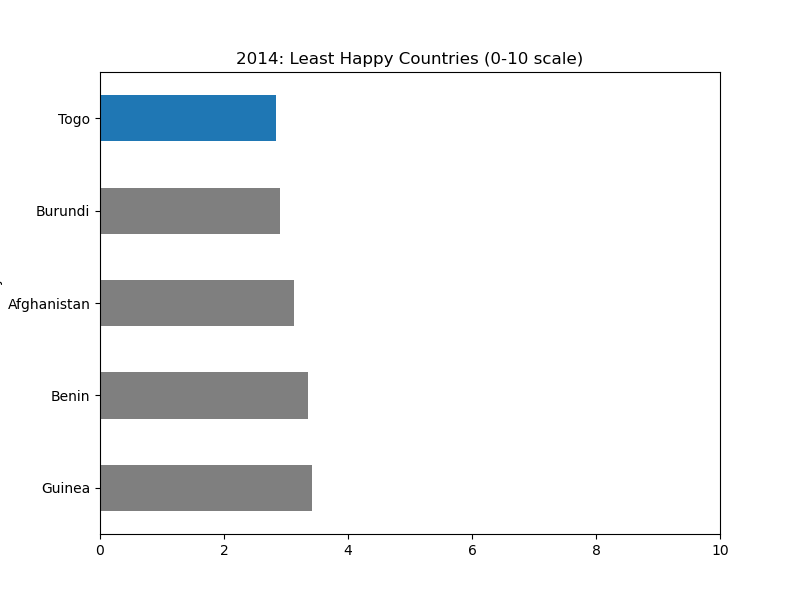 2014: Least Happy Countries (0-10 scale)
Togo
Burundi
Afghanistan
Benin
Guinea
0 2 4 6 8 10